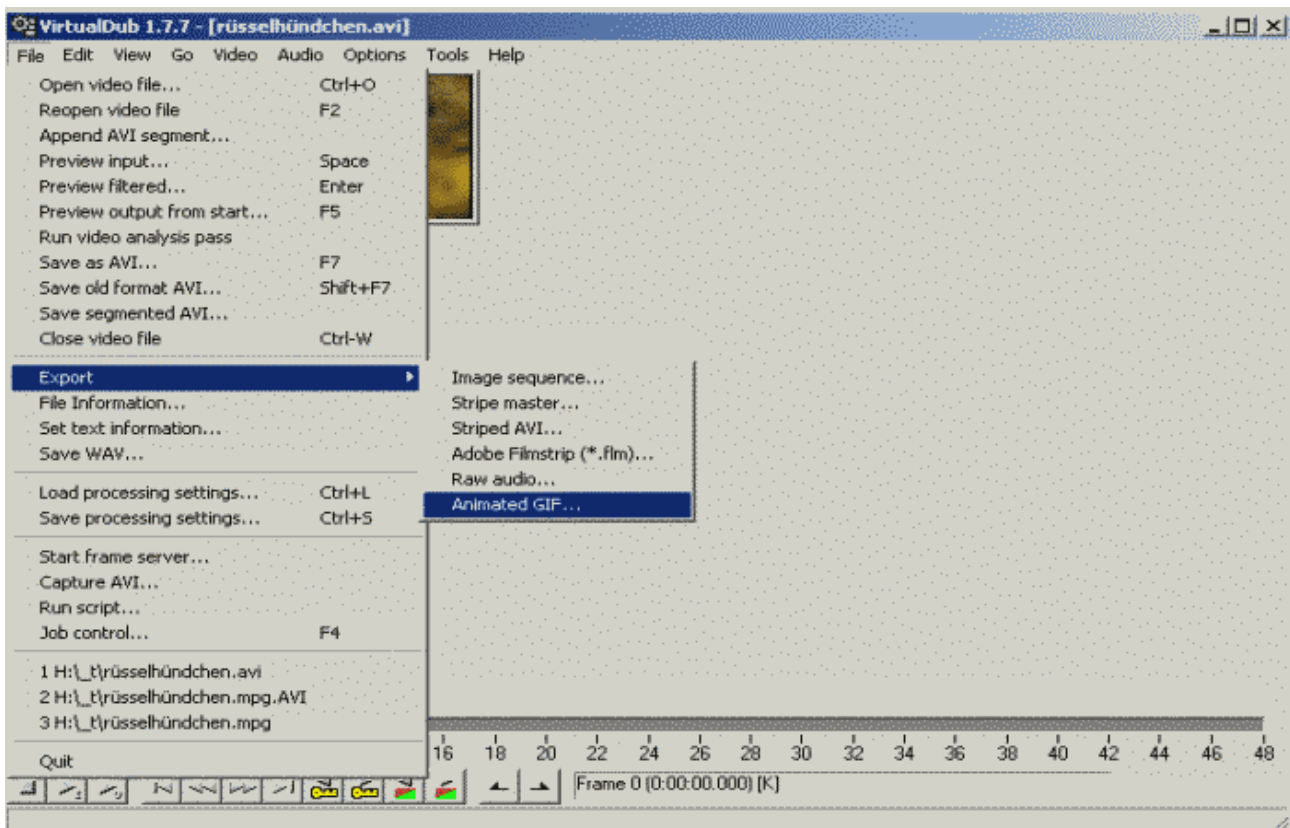 VirtualDub 1.7.7 - [rüsselhündchen.avi]
File Edit View Go Video Audio Options Tools Help
Open video file... Ctrl+O
Reopen video file F2
Append AVI segment...
Preview input... Space
Preview filtered... Enter
Preview output from start... F5
Run video analysis pass
Save as AVI... F7
Save old format AVI... Shift+F7
Save segmented AVI...
Close video file Ctrl-W
Export
File Information...
Set text information...
Save WAV...
Load processing settings... Ctrl+L
Save processing settings... Ctrl+S
Start frame server...
Capture AVI...
Run script...
Job control... F4
1 H:\_t\rüsselhündchen.avi
2 H:\_t\rüsselhündchen.mpg.AVI
3 H:\_t\rüsselhündchen.mpg
Quit
Image sequence...
Stripe master...
Striped AVI...
Adobe Filmstrip (*.flm)...
Raw audio...
Animated GIF...
16 18 20 22 24 26 28 30 32 34 36 38 40 42 44 46 48
Frame 0 (0:00:00.000) [K]